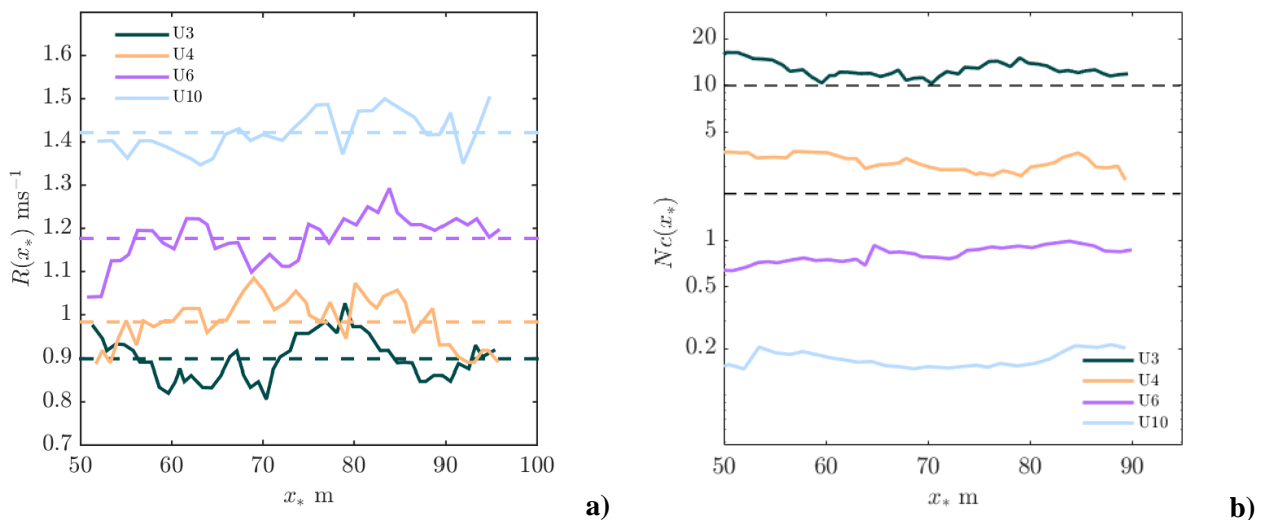 1.6
1.5
1.4
1.3
1.2
1.1
1
0.9
0.8
0.7
R(x*) ms⁻¹
U3
U4
U6
U10
50 60 70 80 90 100
x* m
a)
20
10
5
1
0.5
0.2
Nc(x*)
U3
U4
U6
U10
50 60 70 80 90
x* m
b)